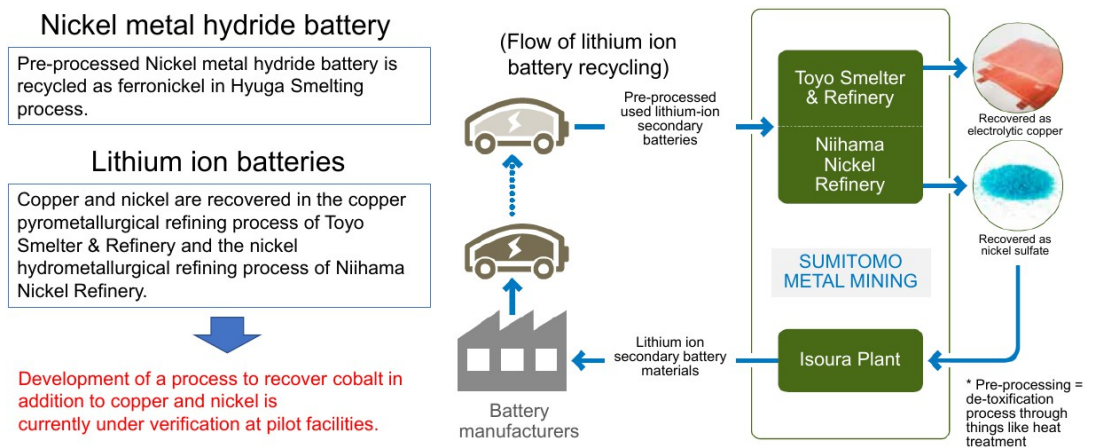 Nickel metal hydride battery
Pre-processed Nickel metal hydride battery is
recycled as ferronickel in Hyuga Smelting
process.
Lithium ion batteries
Copper and nickel are recovered in the copper
pyrometallurgical refining process of Toyo
Smelter & Refinery and the nickel
hydrometallurgical refining process of Niihama
Nickel Refinery.
Development of a process to recover cobalt in
addition to copper and nickel is
currently under verification at pilot facilities.
(Flow of lithium ion
battery recycling)
Pre-processed
used lithium-ion
secondary
batteries
Toyo Smelter
& Refinery
Niihama
Nickel
Refinery
Recovered as
electrolytic copper
Recovered as
nickel sulfate
SUMITOMO
METAL MINING
Isoura Plant
Lithium ion
secondary battery
materials
Battery
manufacturers
* Pre-processing =
de-toxification
process through
things like heat
treatment